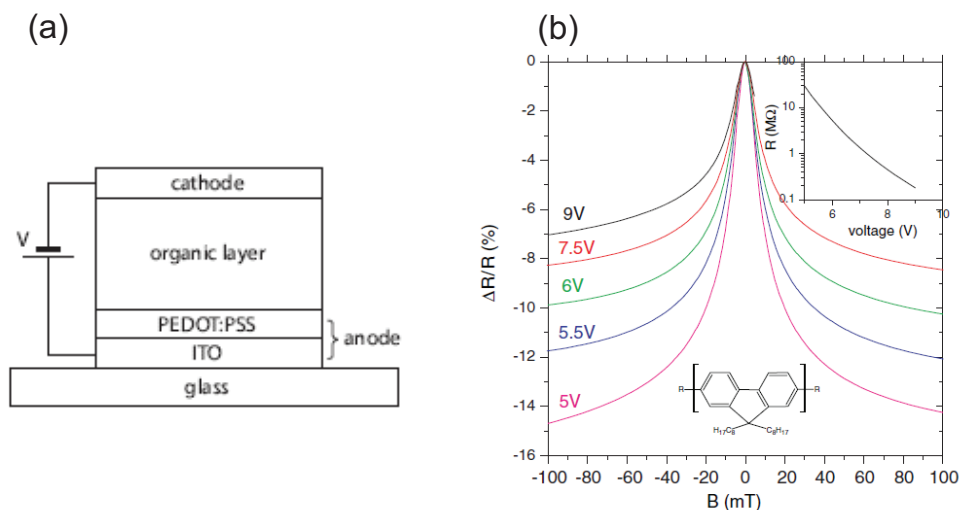 (a)
cathode
V
organic layer
PEDOT:PSS
anode
ITO
glass
(b)
0
-2
-4
-6
-8
-10
-12
-14
-16
ΔR/R (%)
9V
7.5V
6V
5.5V
5V
100
10
1
0.1
R (MΩ)
6
8
10
voltage (V)
R
R
H17C8
C8H17
-100 -80 -60 -40 -20 0 20 40 60 80 100
B (mT)